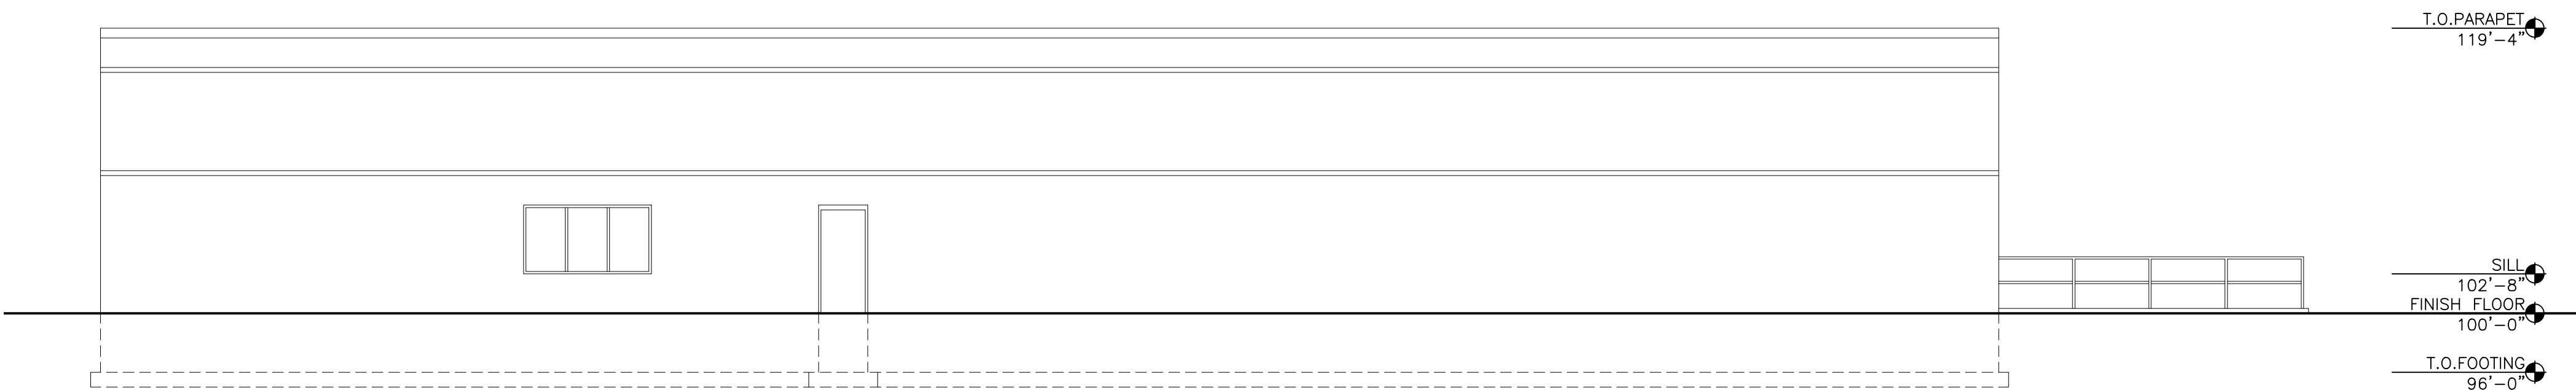 T.O.PARAPET
119'-4"
SILL
102'-8"
FINISH FLOOR
100'-0"
T.O.FOOTING
96'-0"